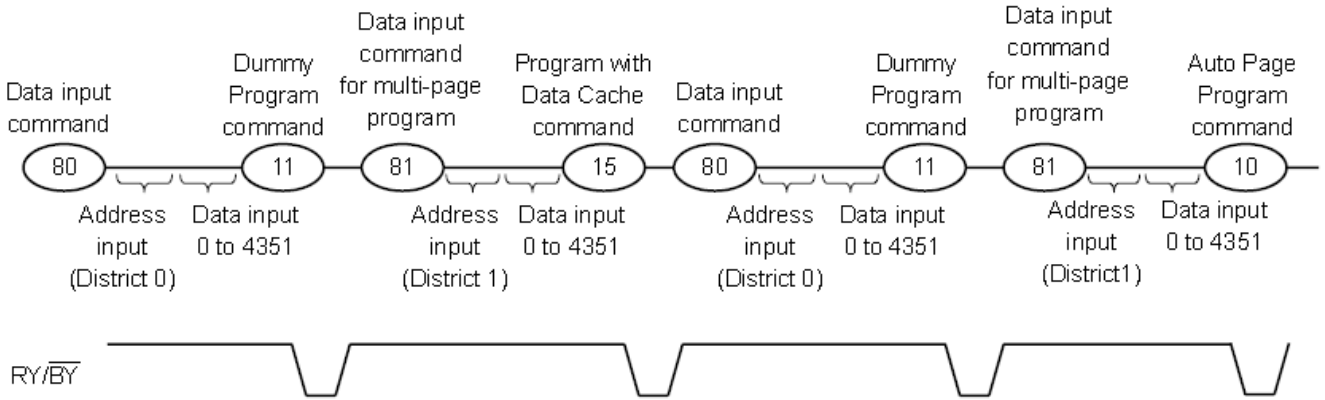 Data input
command
Dummy
Program
command
Data input
command
for multi-page
program
Program with
Data Cache
command
Data input
command
Dummy
Program
command
Data input
command
for multi-page
program
Auto Page
Program
command
80
11
81
15
80
11
81
10
Address
input
(District 0)
Data input
0 to 4351
Address
input
(District 1)
Data input
0 to 4351
Address
input
(District 0)
Data input
0 to 4351
Address
input
(District1)
Data input
0 to 4351
RY/BY